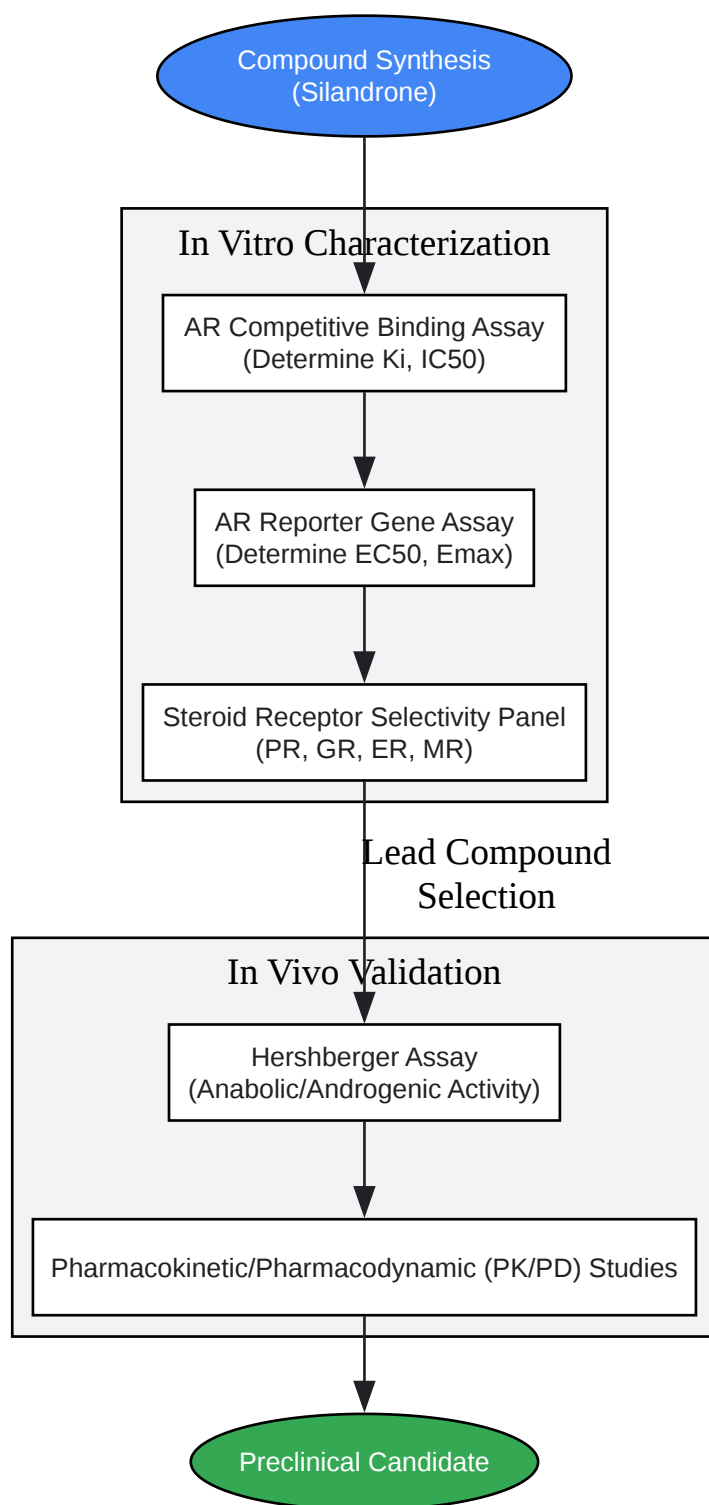 Compound Synthesis
(Silandrone)
In Vitro Characterization
AR Competitive Binding Assay
(Determine Ki, IC50)
AR Reporter Gene Assay
(Determine EC50, Emax)
Steroid Receptor Selectivity Panel
(PR, GR, ER, MR)
Lead Compound
Selection
In Vivo Validation
Hershberger Assay
(Anabolic/Androgenic Activity)
Pharmacokinetic/Pharmacodynamic (PK/PD) Studies
Preclinical Candidate